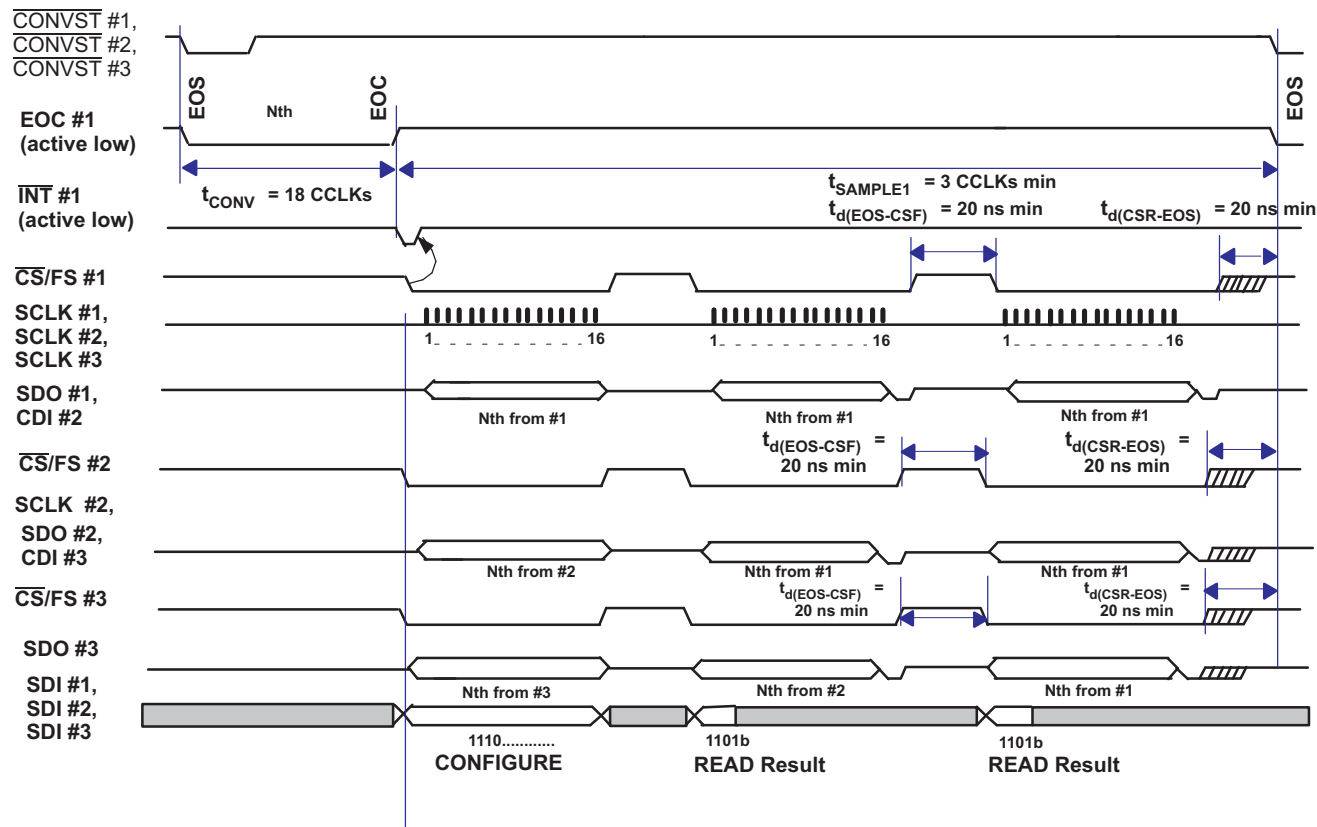 CONVST #1,
CONVST #2,
CONVST #3
EOS
Nth
EOC
EOS
EOC #1
(active low)
tCONV = 18 CCLKs
tSAMPLE1 = 3 CCLKs min
INT #1
(active low)
td(EOS-CSF) = 20 ns min
td(CSR-EOS) = 20 ns min
CS/FS #1
SCLK #1,
SCLK #2,
SCLK #3
1_ _ _ _ _ _ _ _ _ _ 16
1_ _ _ _ _ _ _ _ _ _ 16
1_ _ _ _ _ _ _ _ _ _ 16
SDO #1,
CDI #2
Nth from #1
Nth from #1
Nth from #1
td(EOS-CSF) =
20 ns min
td(CSR-EOS) =
20 ns min
CS/FS #2
SCLK #2,
SDO #2,
CDI #3
Nth from #2
Nth from #1
Nth from #1
td(EOS-CSF) =
20 ns min
td(CSR-EOS) =
20 ns min
CS/FS #3
SDO #3
Nth from #3
Nth from #2
Nth from #1
SDI #1,
SDI #2,
SDI #3
1110............
CONFIGURE
1101b
READ Result
1101b
READ Result